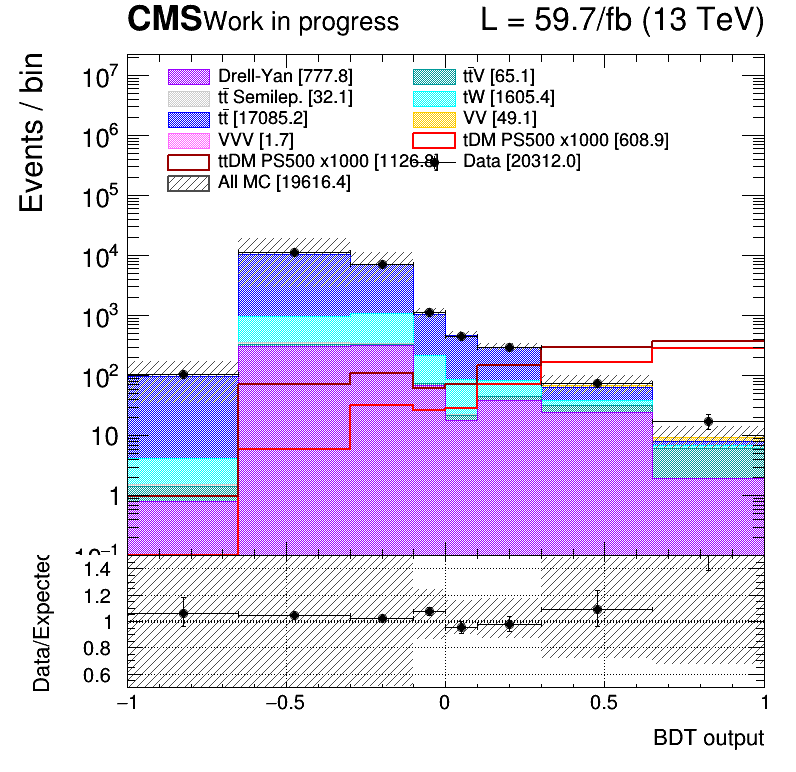 CMS Work in progress L = 59.7/fb (13 TeV)
Events / bin
10⁷
10⁶
10⁵
10⁴
10³
10²
10
1
10⁻¹
Drell-Yan [777.8]
tt̄ Semilep. [32.1]
tt̄ [17085.2]
VVV [1.7]
ttDM PS500 x1000 [1126.8]
All MC [19616.4]
tt̄V [65.1]
tW [1605.4]
VV [49.1]
tDM PS500 x1000 [608.9]
Data [20312.0]
Data/Expected
1.4
1.2
1
0.8
0.6
−1 −0.5 0 0.5 1
BDT output